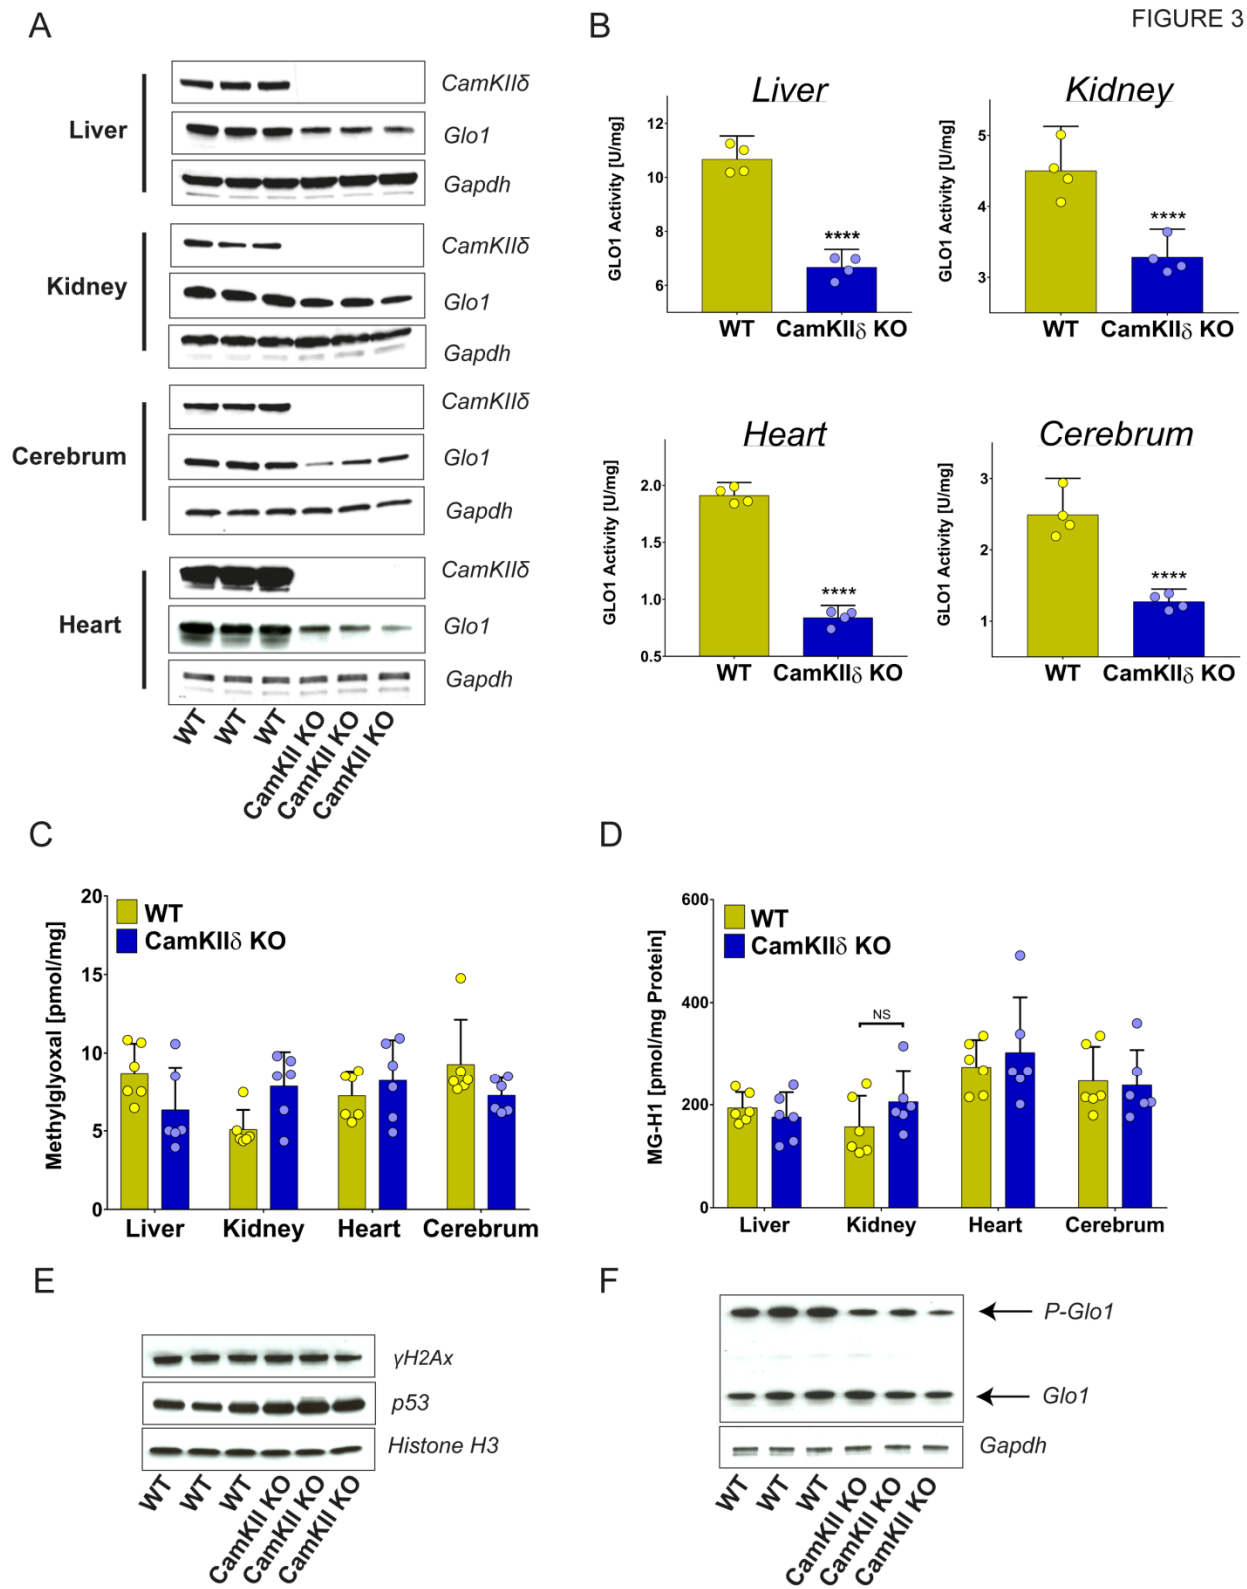 FIGURE 3
A
Liver
CamKIIδ
Glo1
Gapdh
Kidney
CamKIIδ
Glo1
Gapdh
Cerebrum
CamKIIδ
Glo1
Gapdh
Heart
CamKIIδ
Glo1
Gapdh
WT
WT
WT
CamKII KO
CamKII KO
CamKII KO
B
Liver
GLO1 Activity [U/mg]
12
10
8
6
****
WT
CamKIIδ KO
Kidney
GLO1 Activity [U/mg]
5
4
3
****
WT
CamKIIδ KO
Heart
GLO1 Activity [U/mg]
2.0
1.5
1.0
0.5
****
WT
CamKIIδ KO
Cerebrum
GLO1 Activity [U/mg]
3
2
1
****
WT
CamKIIδ KO
C
Methylglyoxal [pmol/mg]
20
15
10
5
0
WT
CamKIIδ KO
Liver
Kidney
Heart
Cerebrum
D
MG-H1 [pmol/mg Protein]
600
400
200
0
WT
CamKIIδ KO
NS
Liver
Kidney
Heart
Cerebrum
E
γH2Ax
p53
Histone H3
WT
WT
WT
CamKII KO
CamKII KO
CamKII KO
F
P-Glo1
Glo1
Gapdh
WT
WT
WT
CamKII KO
CamKII KO
CamKII KO